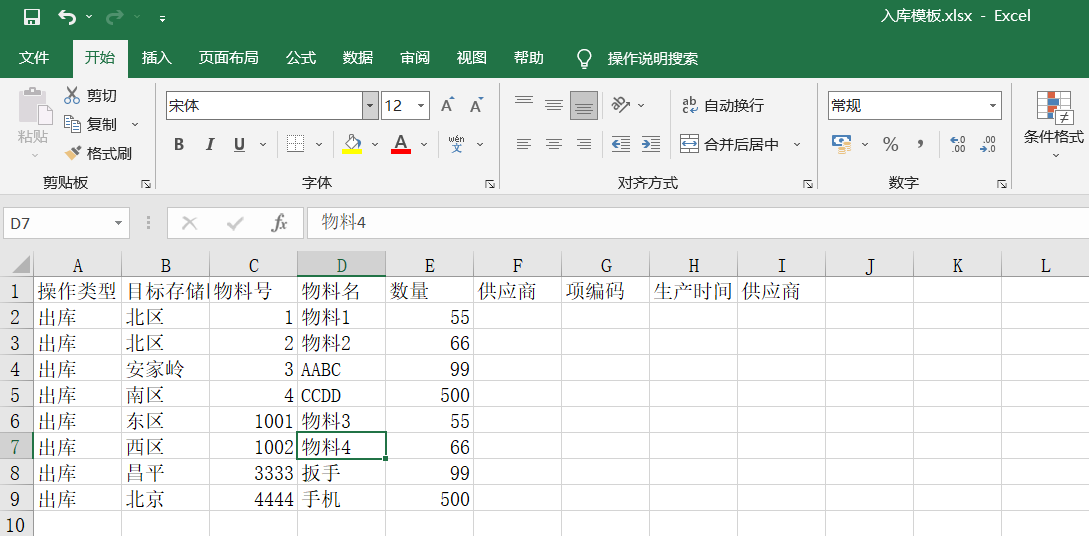 入库模板.xlsx - Excel
文件 开始 插入 页面布局 公式 数据 审阅 视图 帮助 操作说明搜索
粘贴 剪切 复制 格式刷
宋体 12 自动换行 常规
B I U A wén 文 合并后居中 % 条件格式
剪贴板 字体 对齐方式 数字
D7 fx 物料4
A B C D E F G H I J K L
1 操作类型 目标存储 物料号 物料名 数量 供应商 项编码 生产时间 供应商
2 出库 北区 1 物料1 55
3 出库 北区 2 物料2 66
4 出库 安家岭 3 AABC 99
5 出库 南区 4 CCDD 500
6 出库 东区 1001 物料3 55
7 出库 西区 1002 物料4 66
8 出库 昌平 3333 扳手 99
9 出库 北京 4444 手机 500
10